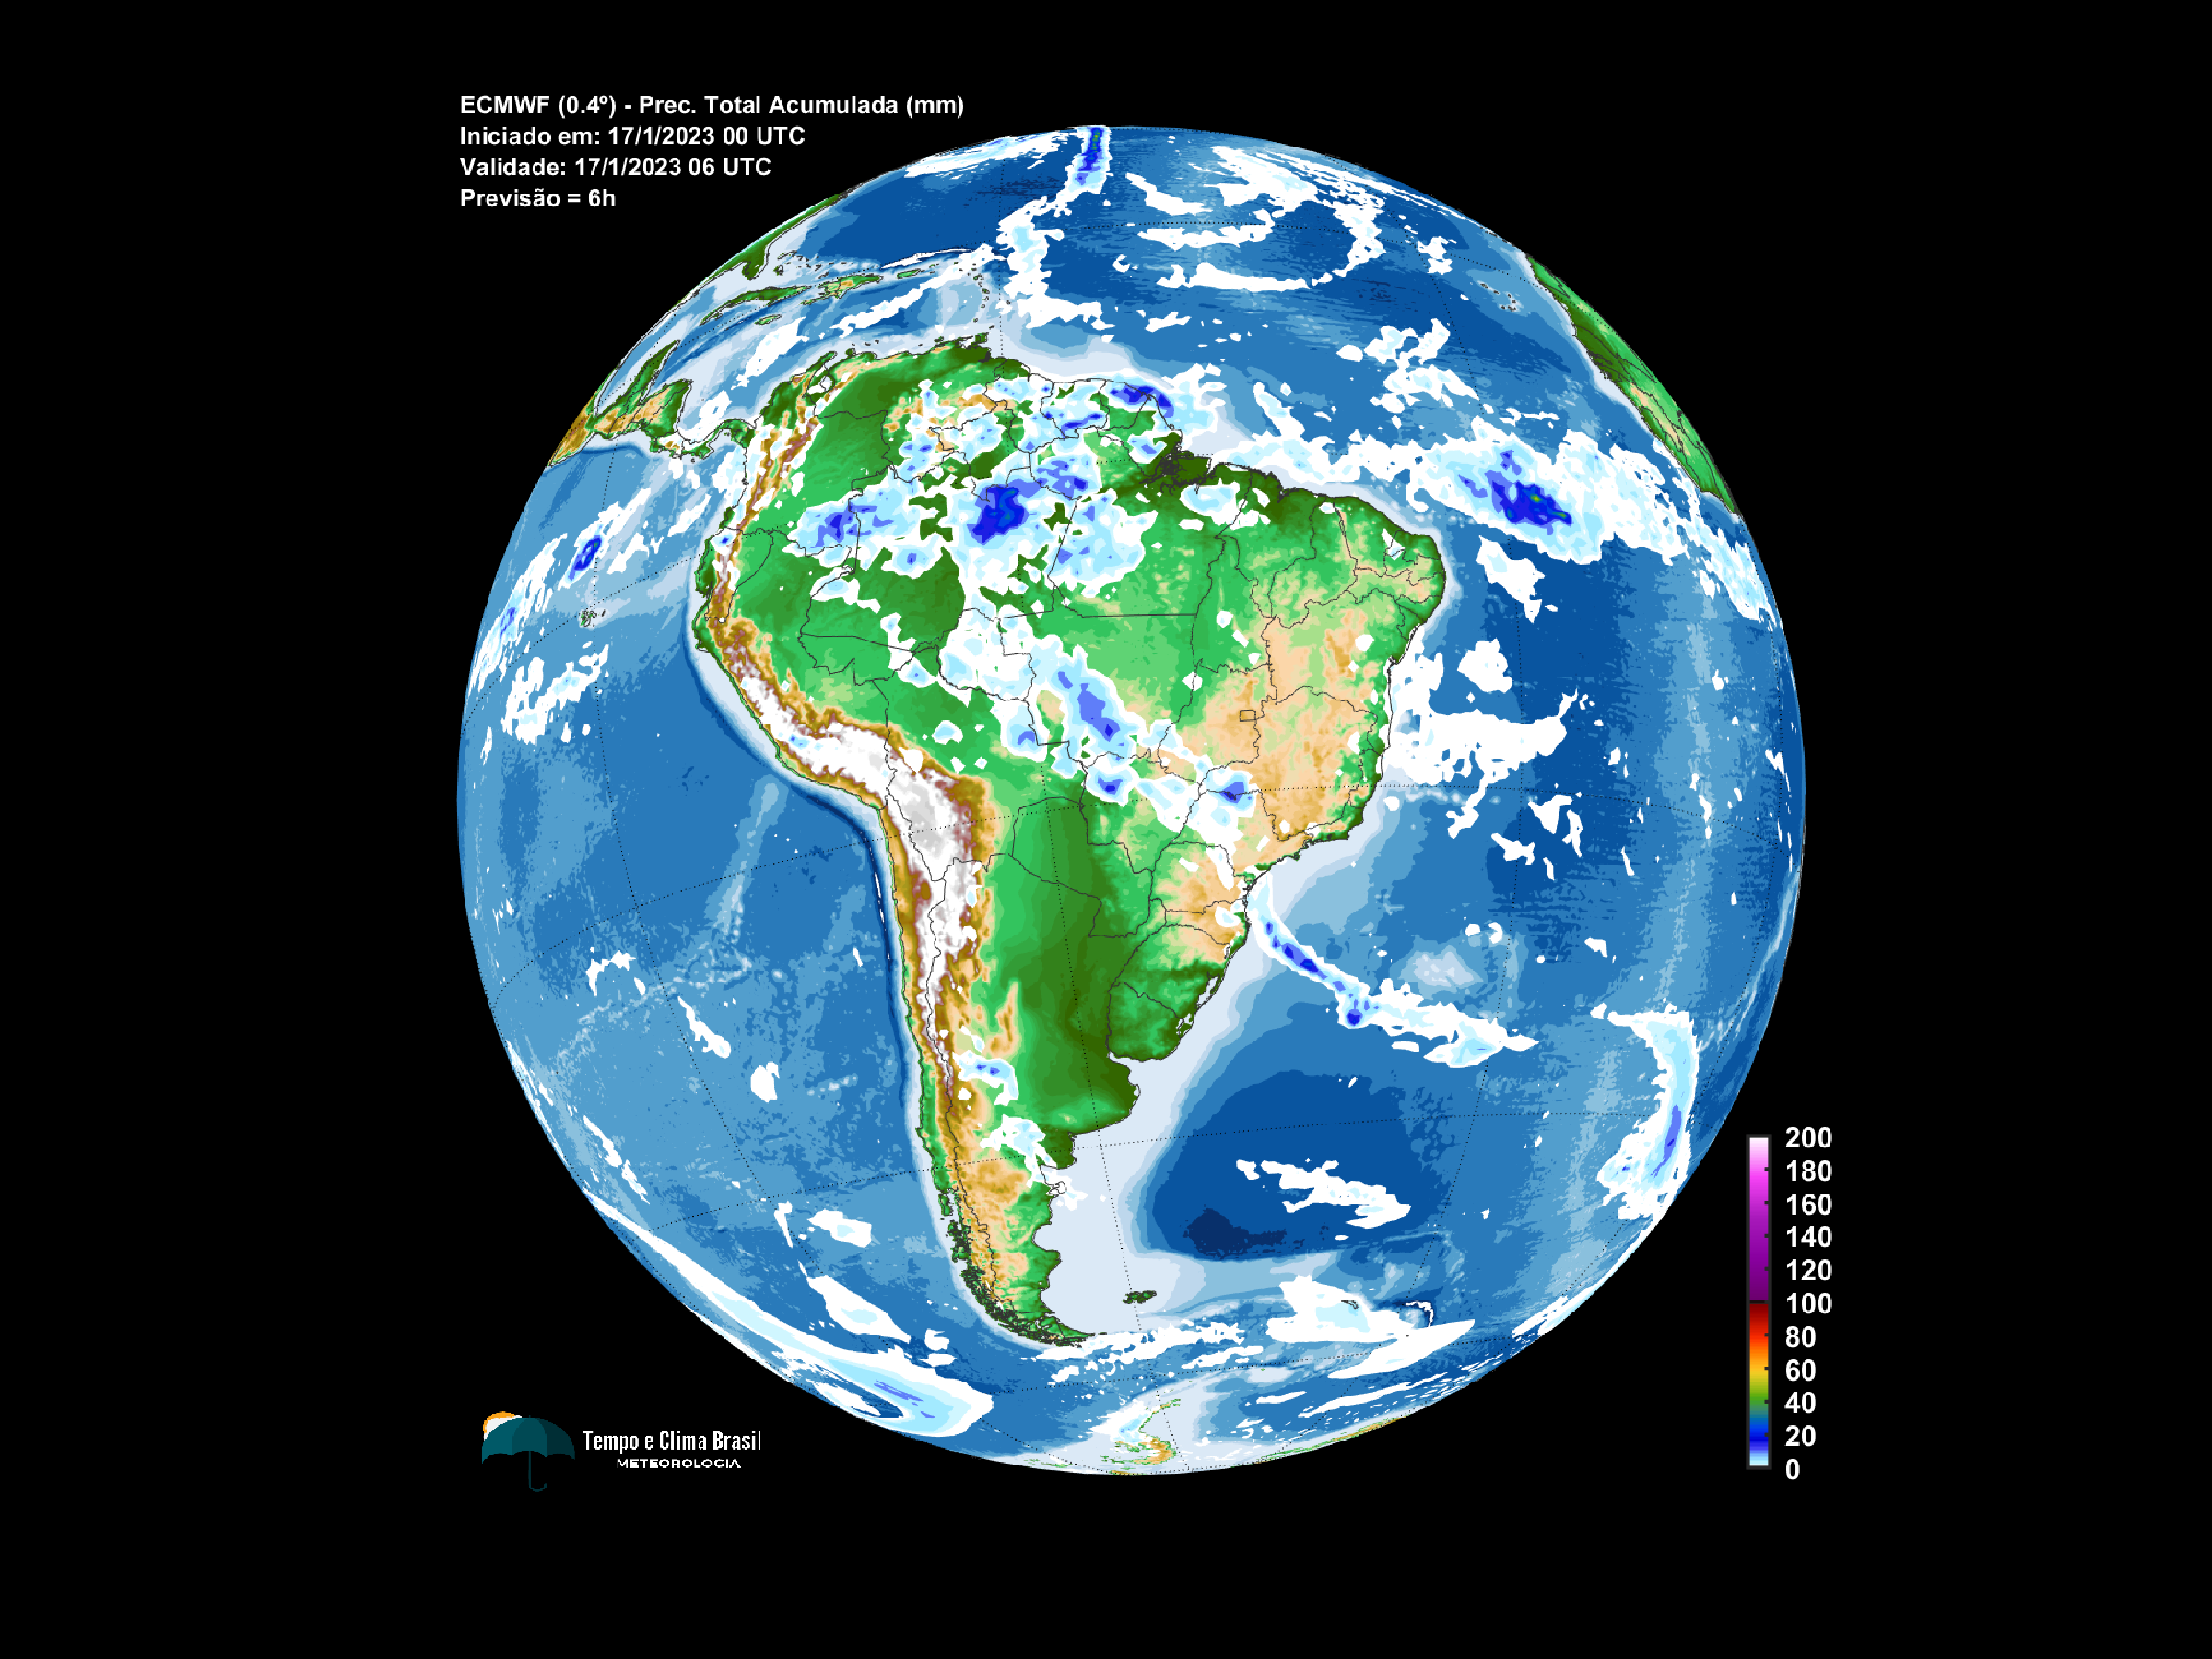 ECMWF (0.4º) - Prec. Total Acumulada (mm)
Iniciado em: 17/1/2023 00 UTC
Validade: 17/1/2023 06 UTC
Previsão = 6h
200
180
160
140
120
100
80
60
40
20
0
Tempo e Clima Brasil
METEOROLOGIA